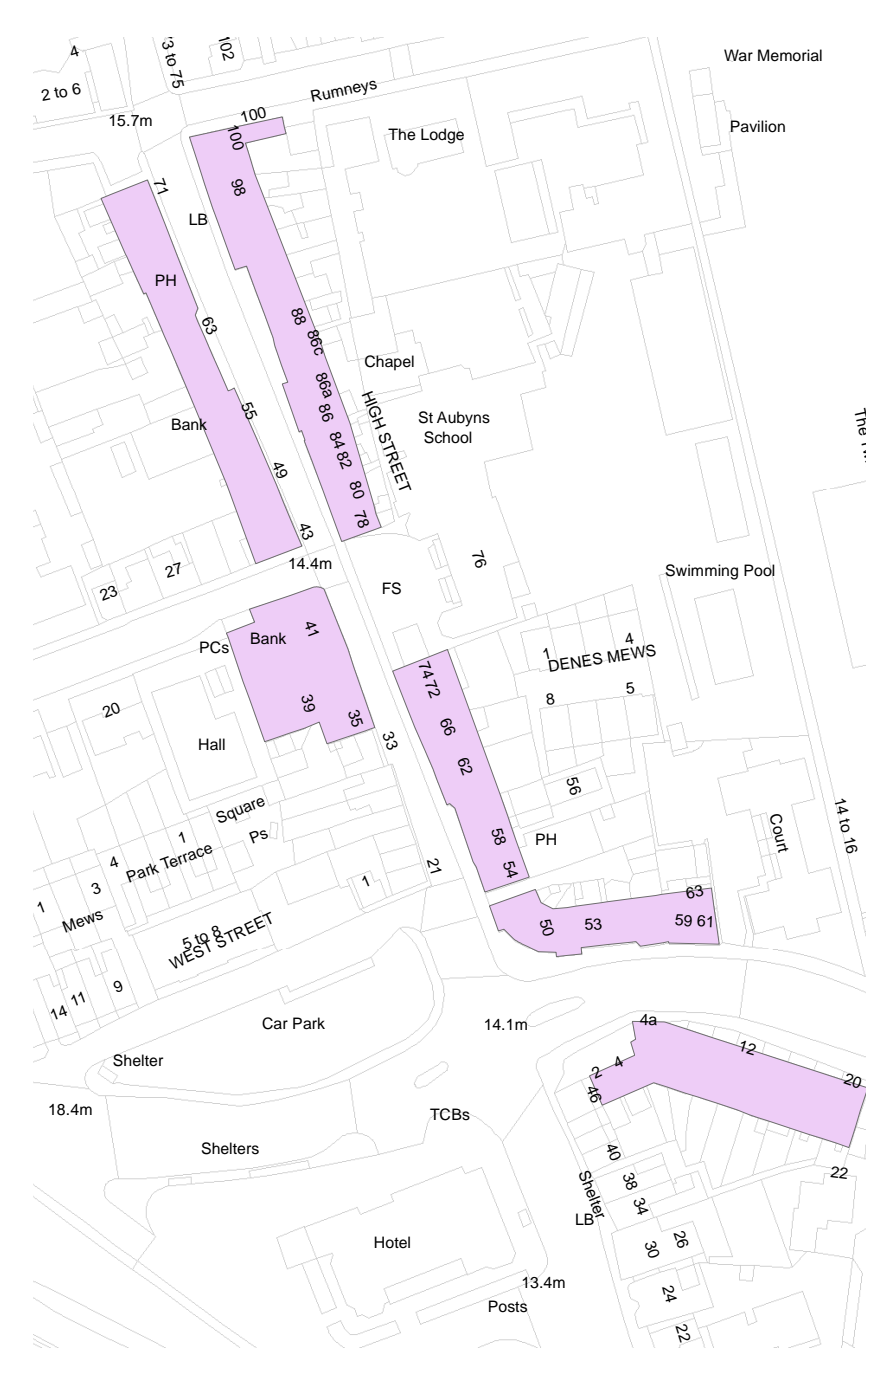 4
3 to 75
102
War Memorial
2 to 6
Rumneys
100
15.7m
100
The Lodge
Pavilion
71
98
LB
PH
88
63
86c
Chapel
86a
HIGH STREET
55
86
Bank
St Aubyns
School
84
82
49
80
78
43
14.4m
76
27
23
Swimming Pool
FS
41
Bank
PCs
1
4
DENES MEWS
74
72
5
8
20
39
35
66
33
Hall
62
56
Square
Ps
58
PH
Court
14 to 16
1
Park Terrace
4
21
54
3
1
1
Mews
63
50
53
59
61
5 to 8
WEST STREET
9
11
14
Car Park
14.1m
4a
12
Shelter
2
4
20
46
18.4m
TCBs
Shelters
40
22
38
Shelter
34
LB
Hotel
30
26
13.4m
24
Posts
22